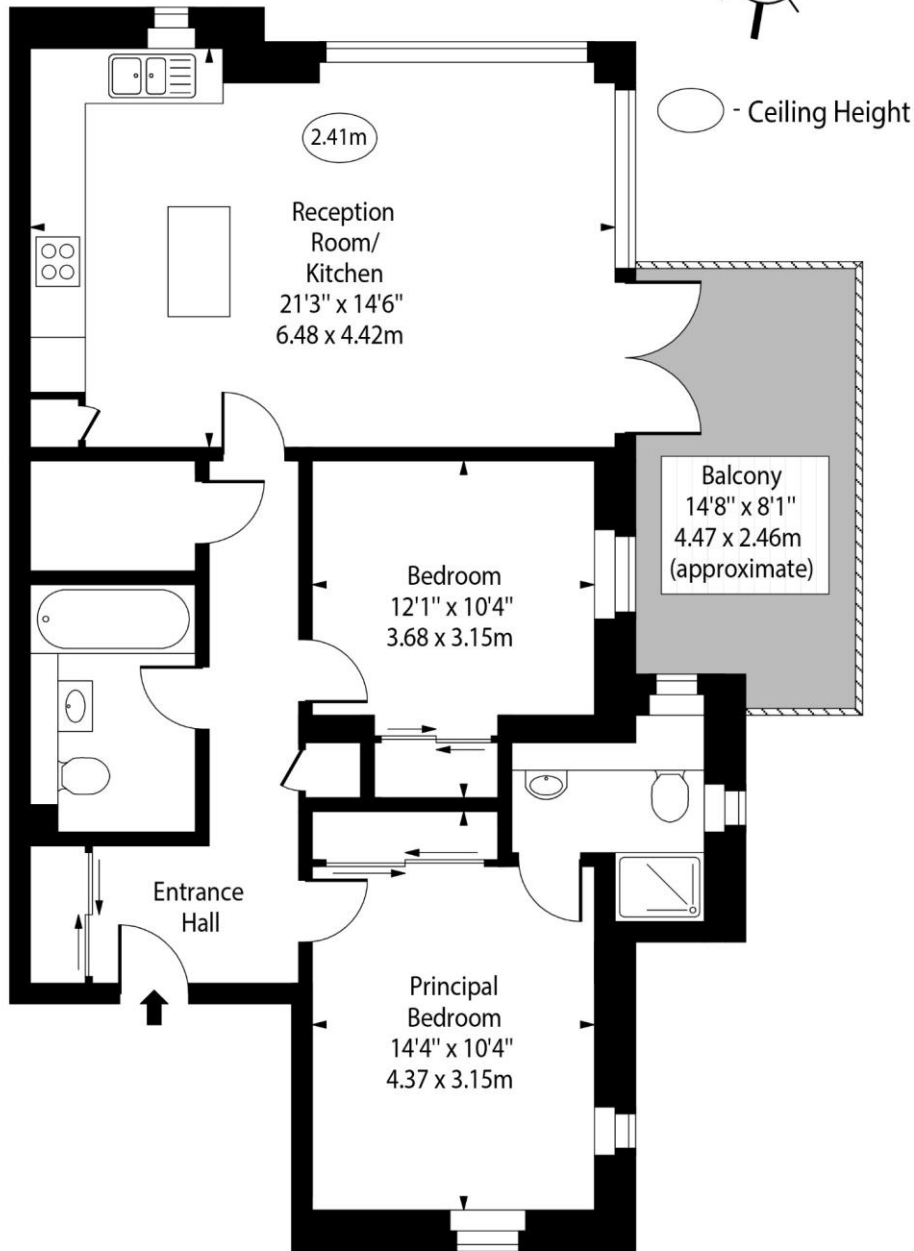 - Ceiling Height
2.41m
Reception
Room/
Kitchen
21'3" x 14'6"
6.48 x 4.42m
Balcony
14'8" x 8'1"
4.47 x 2.46m
(approximate)
Bedroom
12'1" x 10'4"
3.68 x 3.15m
Entrance
Hall
Principal
Bedroom
14'4" x 10'4"
4.37 x 3.15m